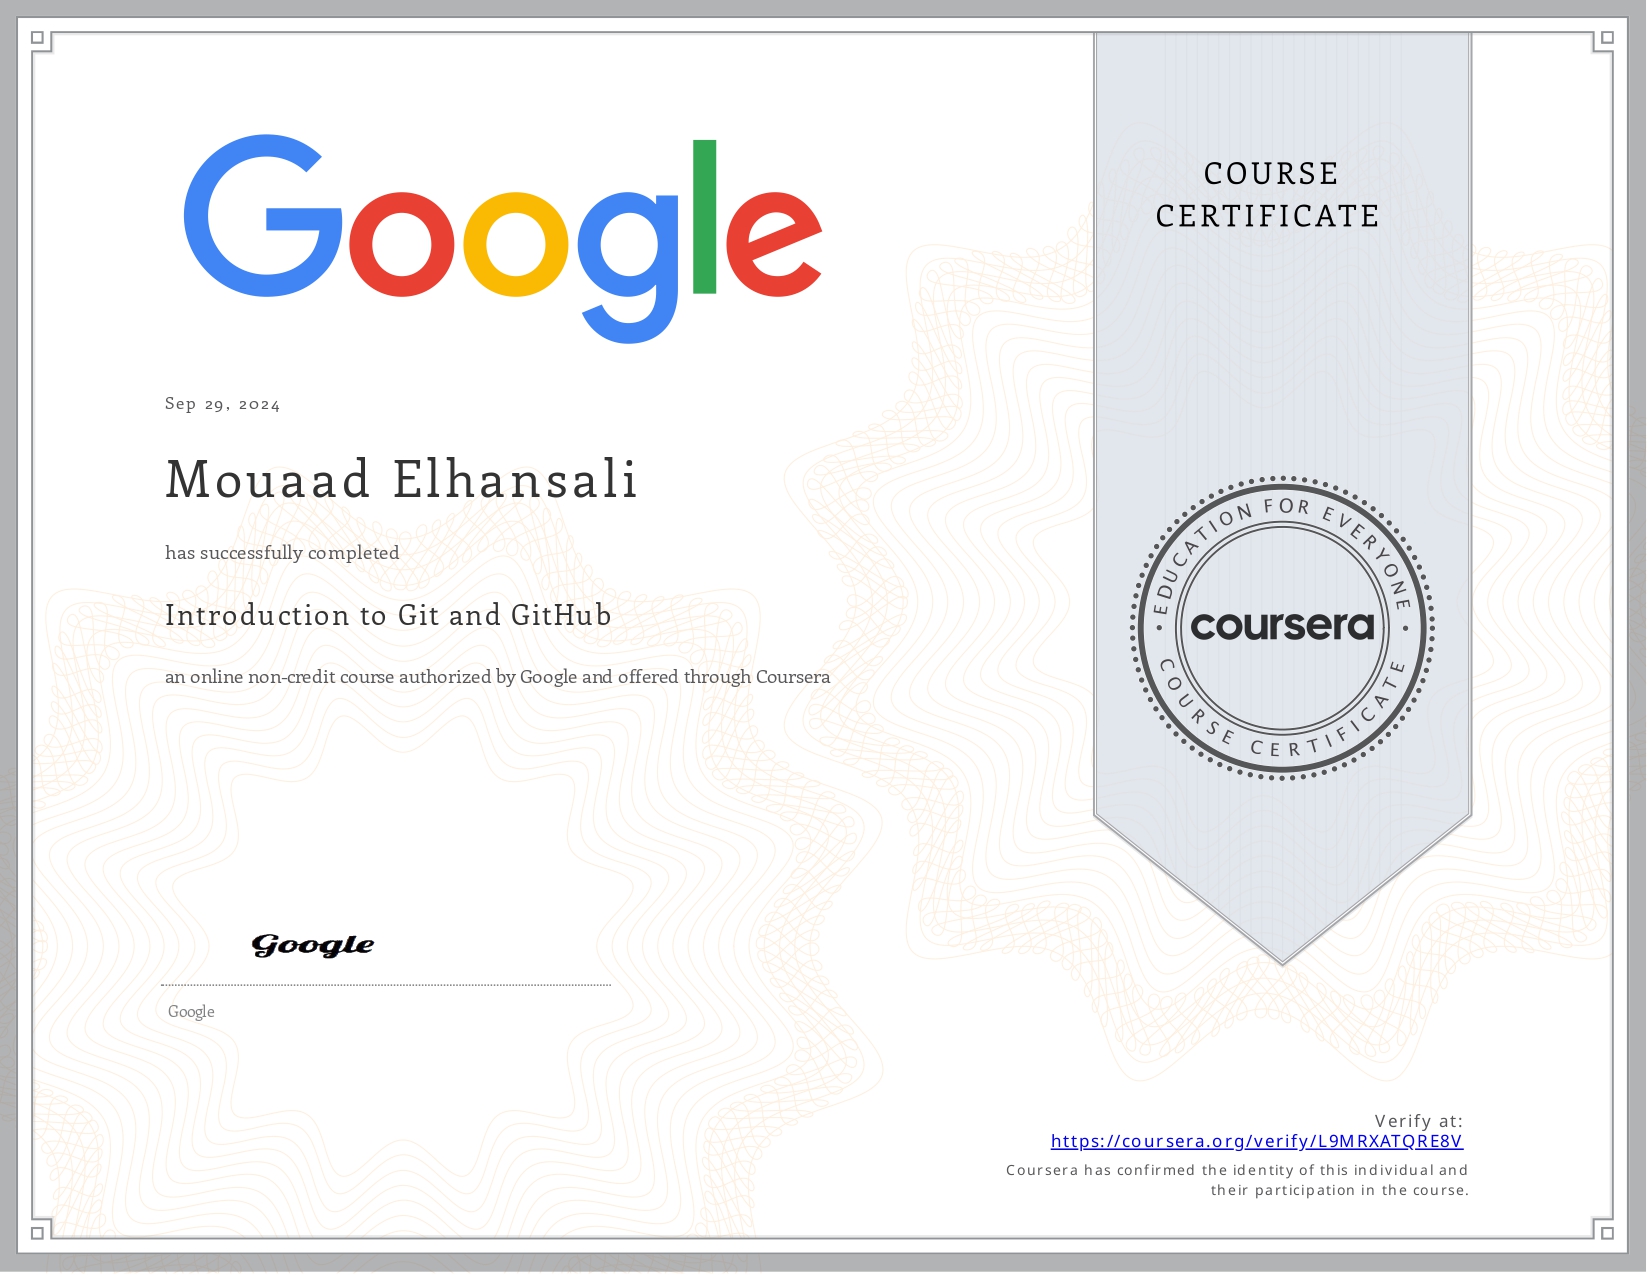 Google
COURSE
CERTIFICATE
Sep 29, 2024
Mouaad Elhansali
has successfully completed
Introduction to Git and GitHub
an online non-credit course authorized by Google and offered through Coursera
• EDUCATION FOR EVERYONE •
coursera
COURSE CERTIFICATE
Google
Google
Verify at:
https://coursera.org/verify/L9MRXATQRE8V
Coursera has confirmed the identity of this individual and
their participation in the course.